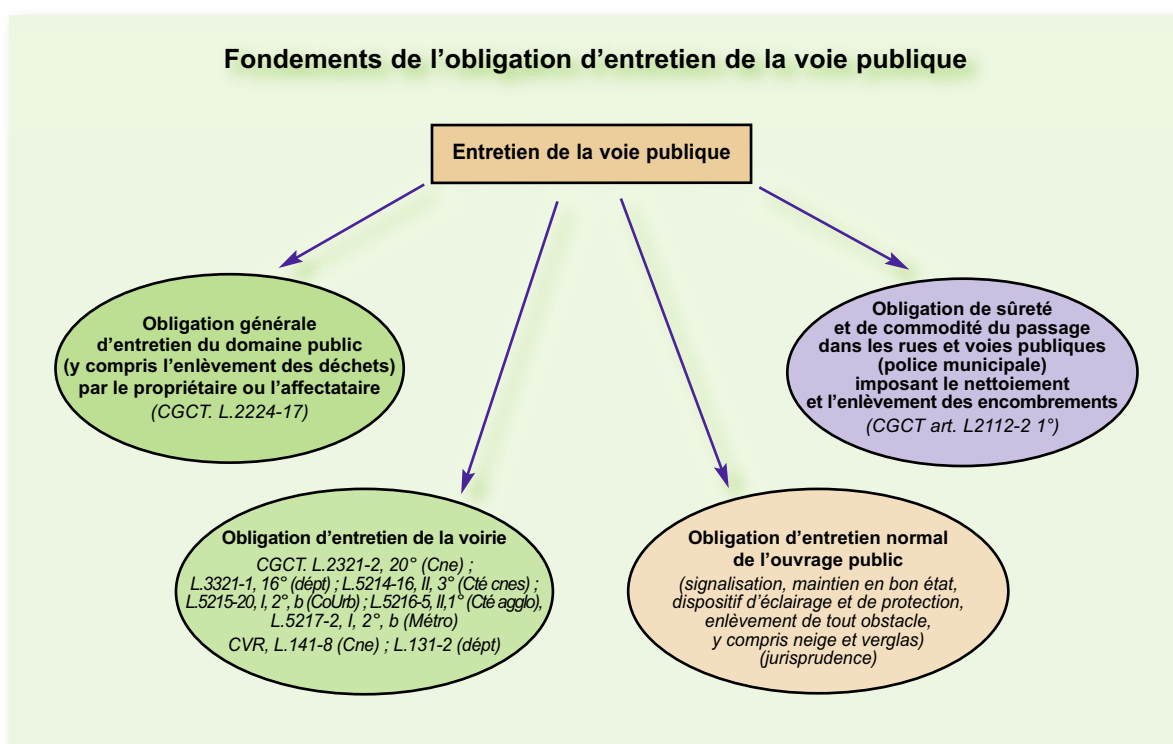 Fondements de l’obligation d’entretien de la voie publique
Entretien de la voie publique
Obligation générale
d’entretien du domaine public
(y compris l’enlèvement des déchets)
par le propriétaire ou l’affectataire
(CGCT. L.2224-17)
Obligation de sûreté
et de commodité du passage
dans les rues et voies publiques
(police municipale)
imposant le nettoiement
et l’enlèvement des encombrements
(CGCT art. L2112-2 1°)
Obligation d’entretien de la voirie
CGCT. L.2321-2, 20° (Cne) ;
L.3321-1, 16° (dépt) ; L.5214-16, II, 3° (Cté cnes) ;
L.5215-20, I, 2°, b (CoUrb) ; L.5216-5, II,1° (Cté agglo),
L.5217-2, I, 2°, b (Métro)
CVR, L.141-8 (Cne) ; L.131-2 (dépt)
Obligation d’entretien normal
de l’ouvrage public
(signalisation, maintien en bon état,
dispositif d’éclairage et de protection,
enlèvement de tout obstacle,
y compris neige et verglas)
(jurisprudence)